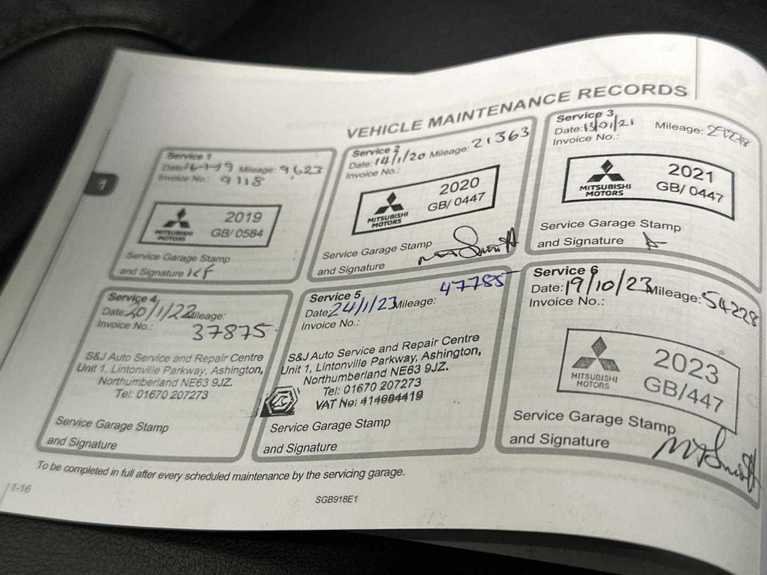 VEHICLE MAINTENANCE RECORDS
1
Service 1
Date: Mileage: 9623
Invoice No.: 9118
MITSUBISHI MOTORS
2019
GB/0584
Service Garage Stamp
and Signature KF
Service 2
Date: 14/1/20 Mileage: 21363
Invoice No.:
MITSUBISHI MOTORS
2020
GB/0447
Service Garage Stamp
and Signature
Service 3
Date: 13/01/21 Mileage:
Invoice No.:
MITSUBISHI MOTORS
2021
GB/0447
Service Garage Stamp
and Signature
Service 4
Date: 20/1/22 Mileage:
Invoice No.: 37875
S&J Auto Service and Repair Centre
Unit 1, Lintonville Parkway, Ashington,
Northumberland NE63 9JZ.
Tel: 01670 207273
Service Garage Stamp
and Signature
Service 5
Date: 24/1/23 Mileage: 47785
Invoice No.:
S&J Auto Service and Repair Centre
Unit 1, Lintonville Parkway, Ashington,
Northumberland NE63 9JZ.
Tel: 01670 207273
VAT No: 414004419
Service Garage Stamp
and Signature
Service 6
Date: 19/10/23 Mileage: 54228
Invoice No.:
MITSUBISHI MOTORS
2023
GB/447
Service Garage Stamp
and Signature
To be completed in full after every scheduled maintenance by the servicing garage.
1-16
SGB918E1